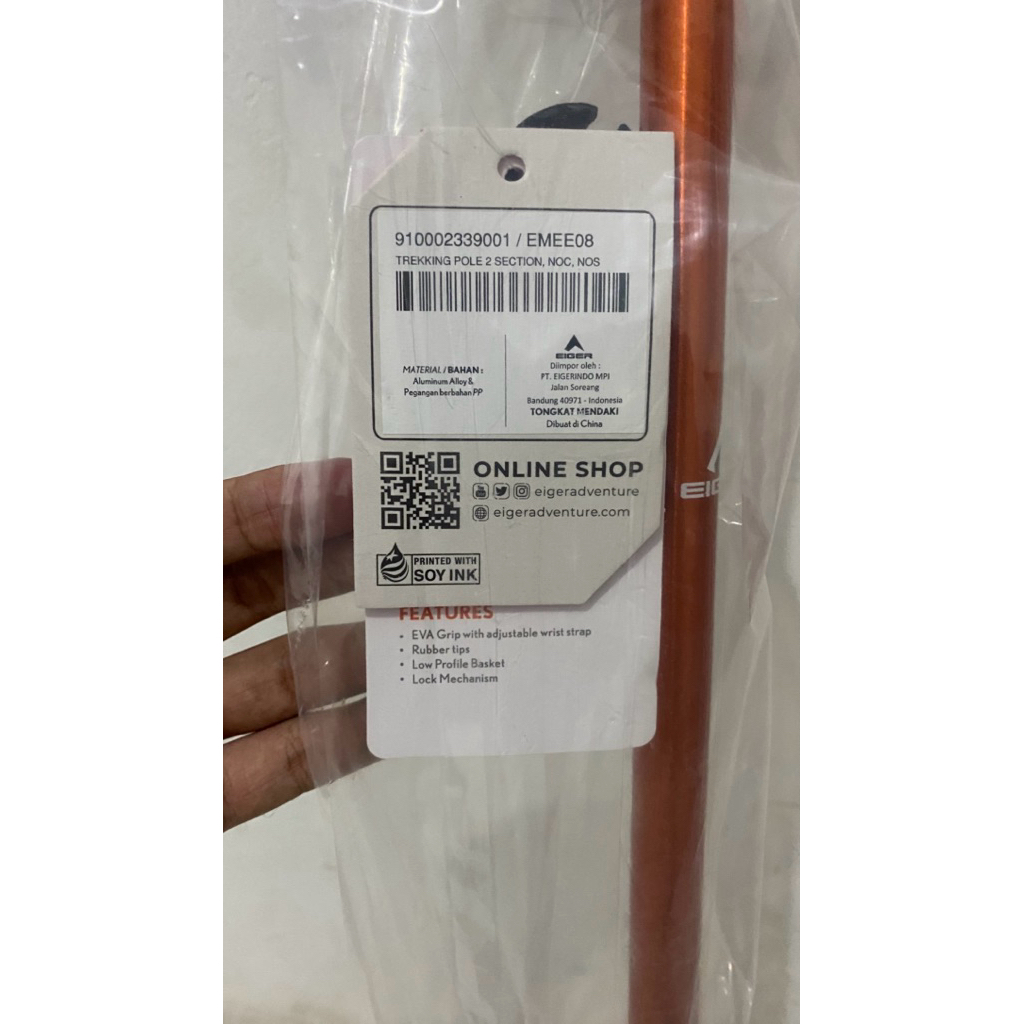 910002339001 / EMEE08
TREKKING POLE 2 SECTION, NOC, NOS
MATERIAL / BAHAN :
Aluminum Alloy &
Pegangan berbahan PP
EIGER
Diimpor oleh :
PT. EIGERINDO MPI
Jalan Soreang
Bandung 40971 - Indonesia
TONGKAT MENDAKI
Dibuat di China
ONLINE SHOP
eigeradventure
eigeradventure.com
PRINTED WITH
SOY INK
FEATURES
• EVA Grip with adjustable wrist strap
• Rubber tips
• Low Profile Basket
• Lock Mechanism